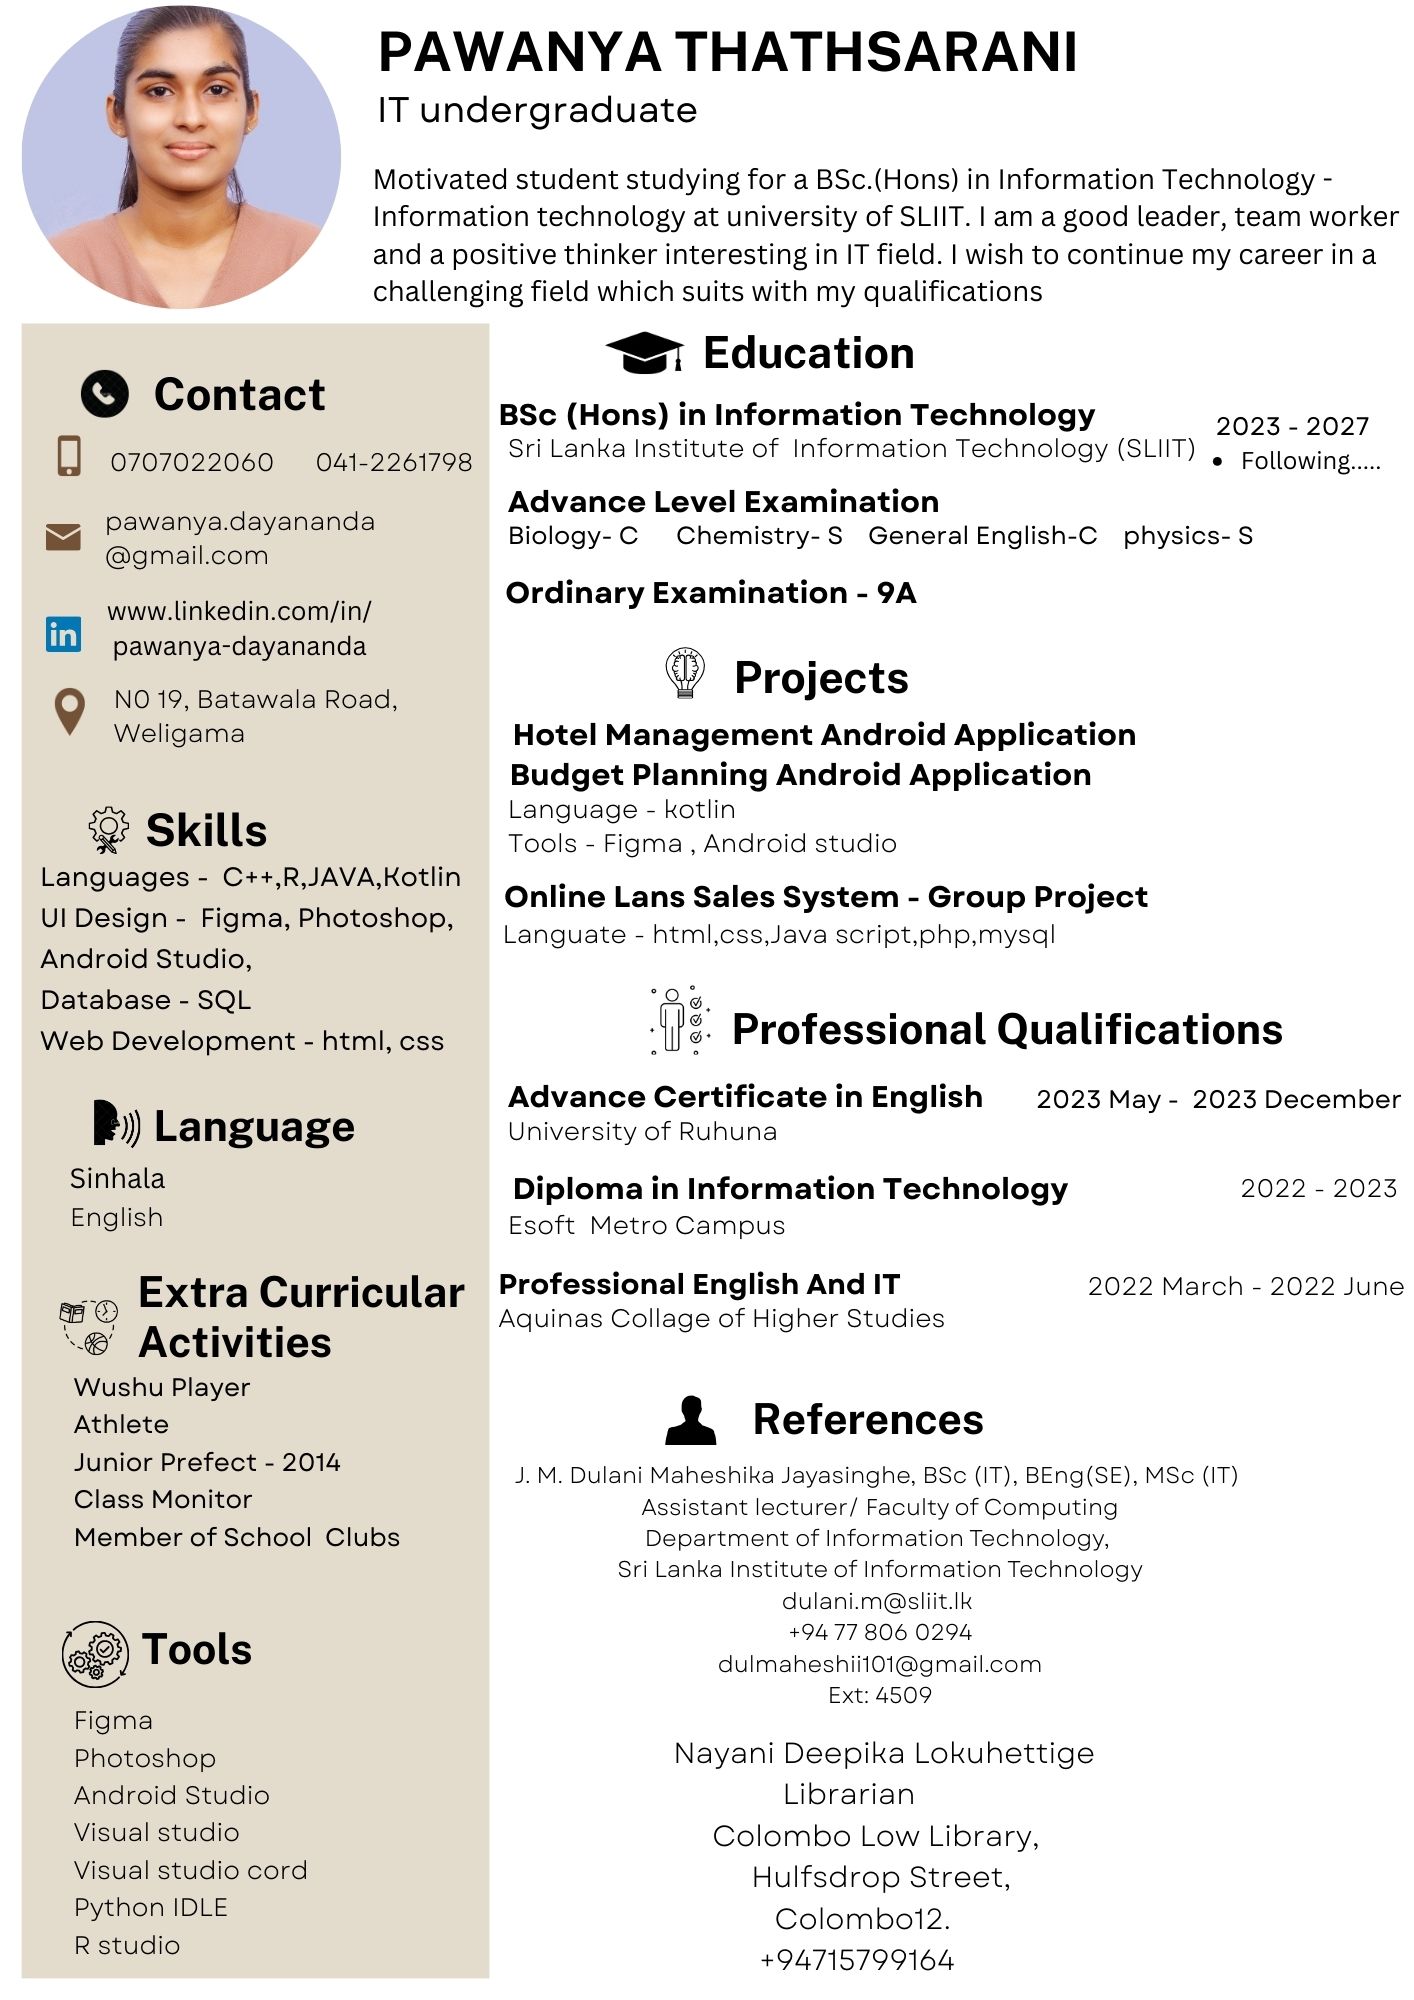 PAWANYA THATHSARANI
IT undergraduate
Motivated student studying for a BSc.(Hons) in Information Technology -
Information technology at university of SLIIT. I am a good leader, team worker
and a positive thinker interesting in IT field. I wish to continue my career in a
challenging field which suits with my qualifications
Contact
0707022060 041-2261798
pawanya.dayananda
@gmail.com
www.linkedin.com/in/
pawanya-dayananda
N0 19, Batawala Road,
Weligama
Skills
Languages - C++,R,JAVA,Kotlin
UI Design - Figma, Photoshop,
Android Studio,
Database - SQL
Web Development - html, css
Language
Sinhala
English
Extra Curricular
Activities
Wushu Player
Athlete
Junior Prefect - 2014
Class Monitor
Member of School Clubs
Tools
Figma
Photoshop
Android Studio
Visual studio
Visual studio cord
Python IDLE
R studio
Education
BSc (Hons) in Information Technology
2023 - 2027
Sri Lanka Institute of Information Technology (SLIIT)
• Following.....
Advance Level Examination
Biology- C Chemistry- S General English-C physics- S
Ordinary Examination - 9A
Projects
Hotel Management Android Application
Budget Planning Android Application
Language - kotlin
Tools - Figma , Android studio
Online Lans Sales System - Group Project
Languate - html,css,Java script,php,mysql
Professional Qualifications
Advance Certificate in English 2023 May - 2023 December
University of Ruhuna
Diploma in Information Technology 2022 - 2023
Esoft Metro Campus
Professional English And IT 2022 March - 2022 June
Aquinas Collage of Higher Studies
References
J. M. Dulani Maheshika Jayasinghe, BSc (IT), BEng(SE), MSc (IT)
Assistant lecturer/ Faculty of Computing
Department of Information Technology,
Sri Lanka Institute of Information Technology
dulani.m@sliit.lk
+94 77 806 0294
dulmaheshii101@gmail.com
Ext: 4509
Nayani Deepika Lokuhettige
Librarian
Colombo Low Library,
Hulfsdrop Street,
Colombo12.
+94715799164